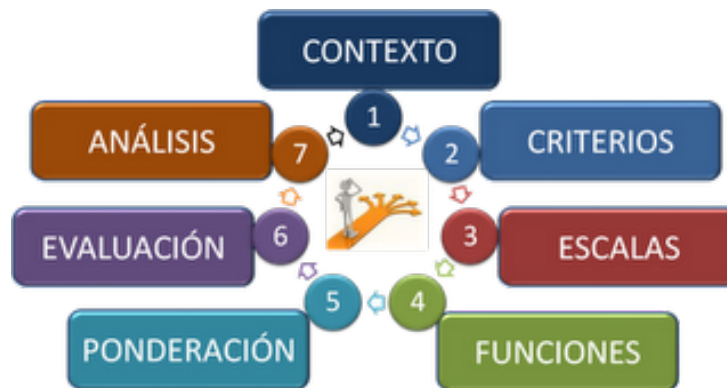 CONTEXTO
1
CRITERIOS
2
ESCALAS
3
FUNCIONES
4
PONDERACIÓN
5
EVALUACIÓN
6
ANÁLISIS
7